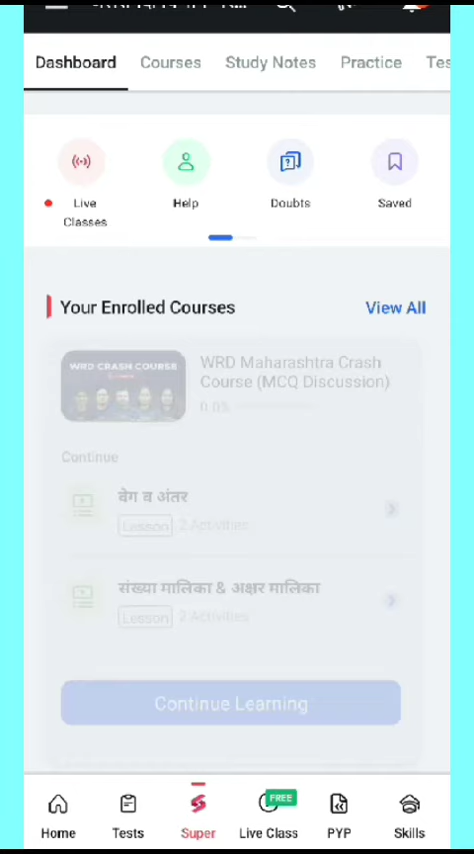 Dashboard Courses Study Notes Practice Tes
Live Classes
Help
Doubts
Saved
Your Enrolled Courses View All
WRD CRASH COURSE
WRD Maharashtra Crash
Course (MCQ Discussion)
0.0%
Continue
वेग व अंतर
Lesson 2 Activities
संख्या मालिका & अक्षर मालिका
Lesson 2 Activities
Continue Learning
FREE
Home Tests Super Live Class PYP Skills